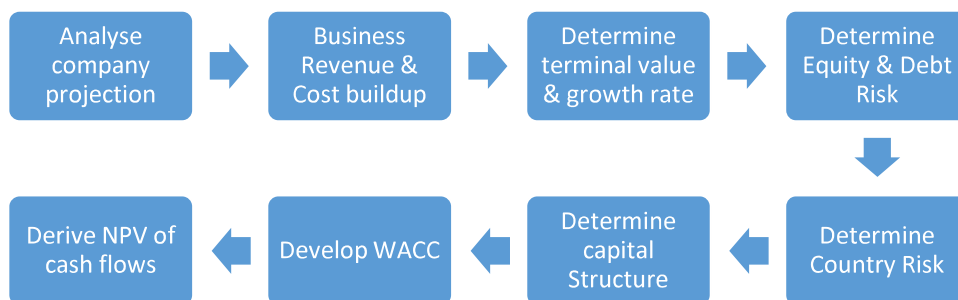 Analyse
company
projection
Business
Revenue &
Cost buildup
Determine
terminal value
& growth rate
Determine
Equity & Debt
Risk
Determine
Country Risk
Determine
capital
Structure
Develop WACC
Derive NPV of
cash flows